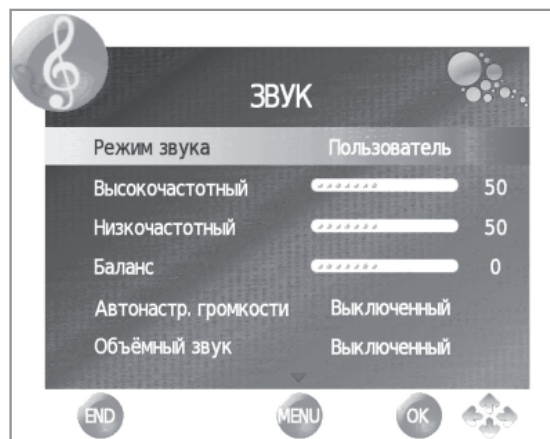 ЗВУК
Режим звука Пользователь
Высокочастотный 50
Низкочастотный 50
Баланс 0
Автонастр. громкости Выключенный
Объёмный звук Выключенный
END MENU OK